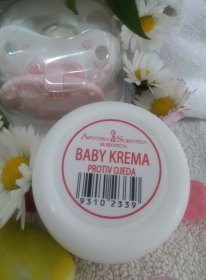 APOTEKA SUBOTICA
SUBOTICA
BABY KREMA
PROTIV OJEDA
9310 2339